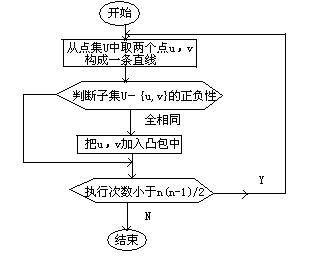 开始
从点集U中取两个点u,v
构成一条直线
判断子集U-{u,v}的正负性
全相同
把u,v加入凸包中
执行次数小于n(n-1)/2
Y
N
结束